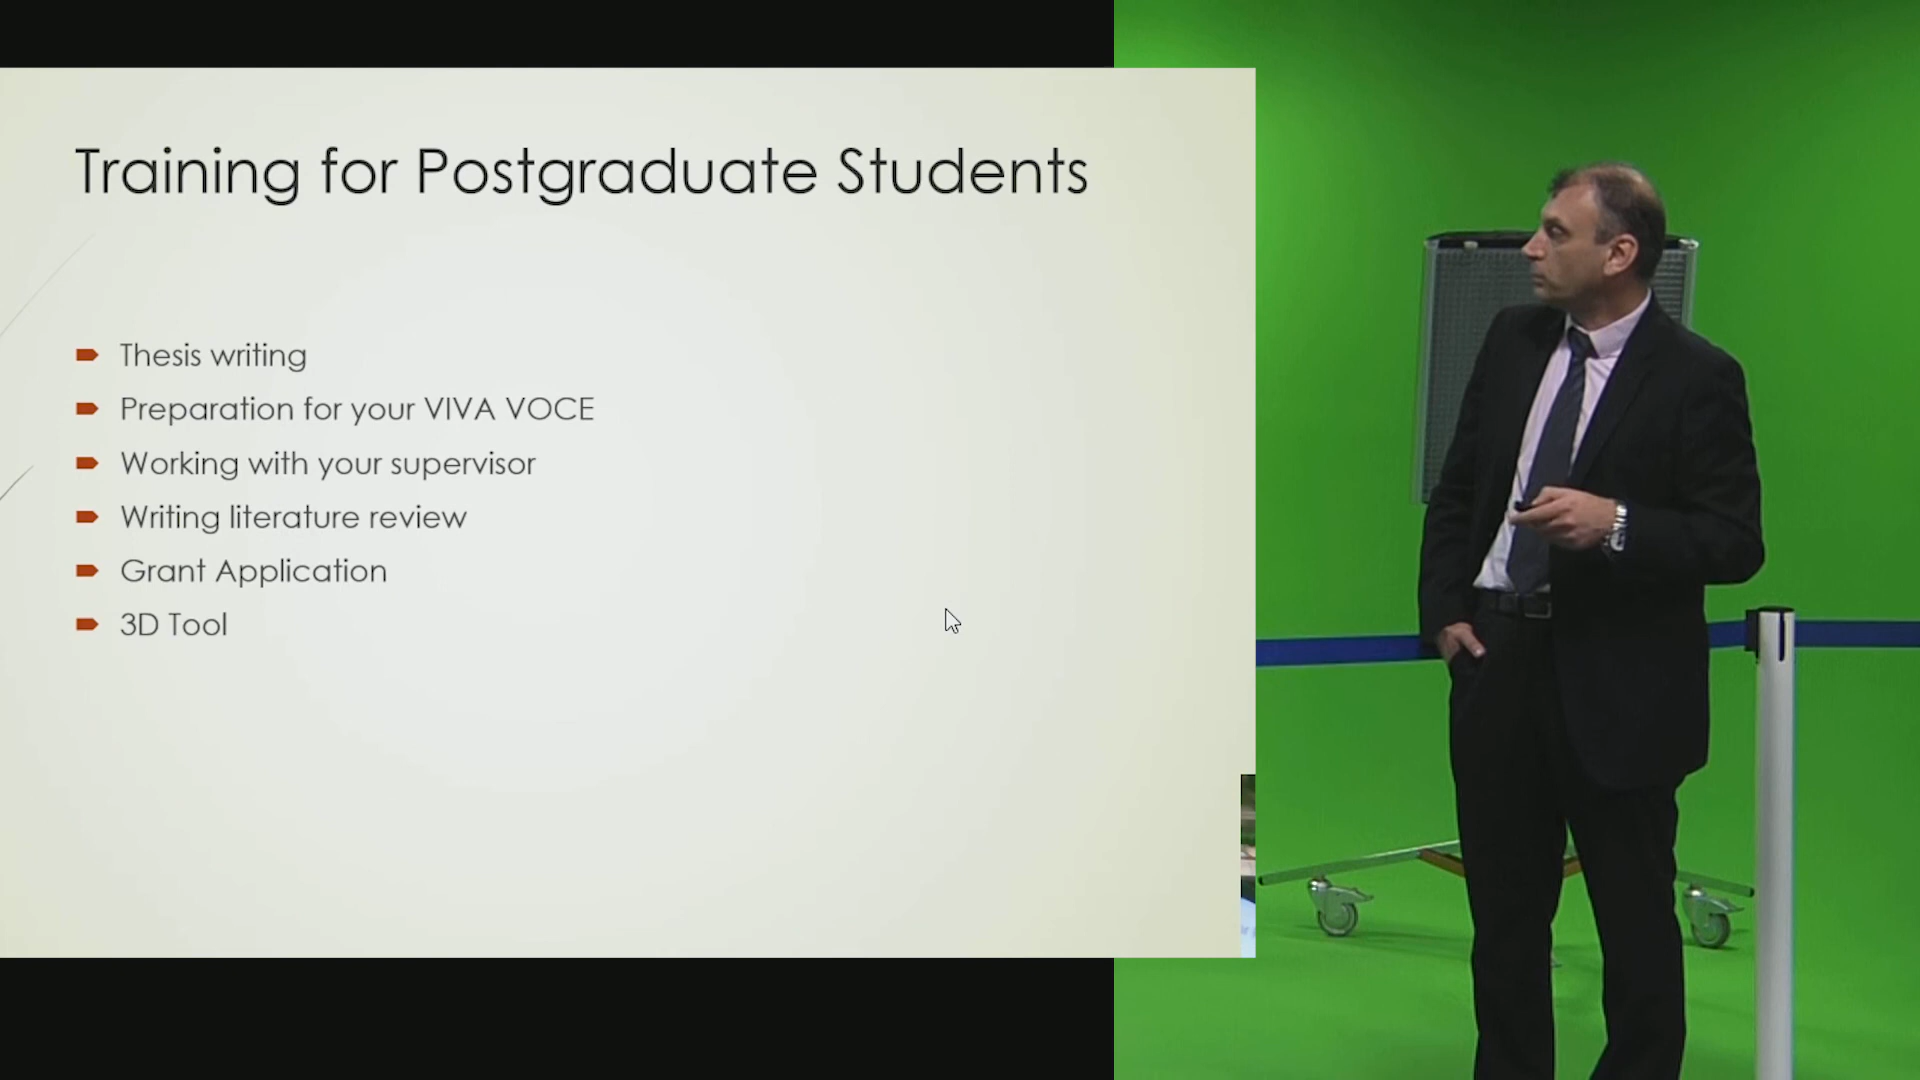 Training for Postgraduate Students
Thesis writing
Preparation for your VIVA VOCE
Working with your supervisor
Writing literature review
Grant Application
3D Tool